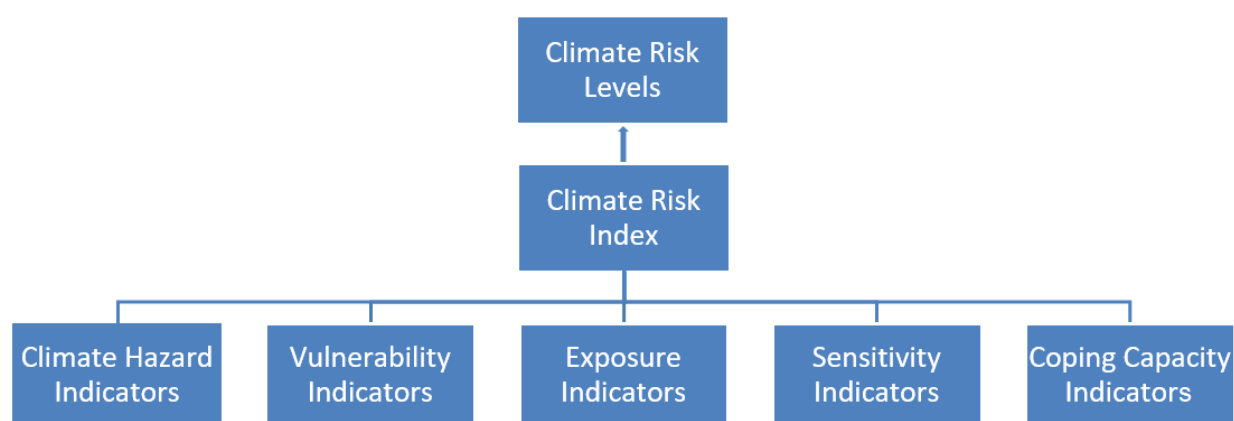 Climate Risk
Levels
Climate Risk
Index
Climate Hazard
Indicators
Vulnerability
Indicators
Exposure
Indicators
Sensitivity
Indicators
Coping Capacity
Indicators